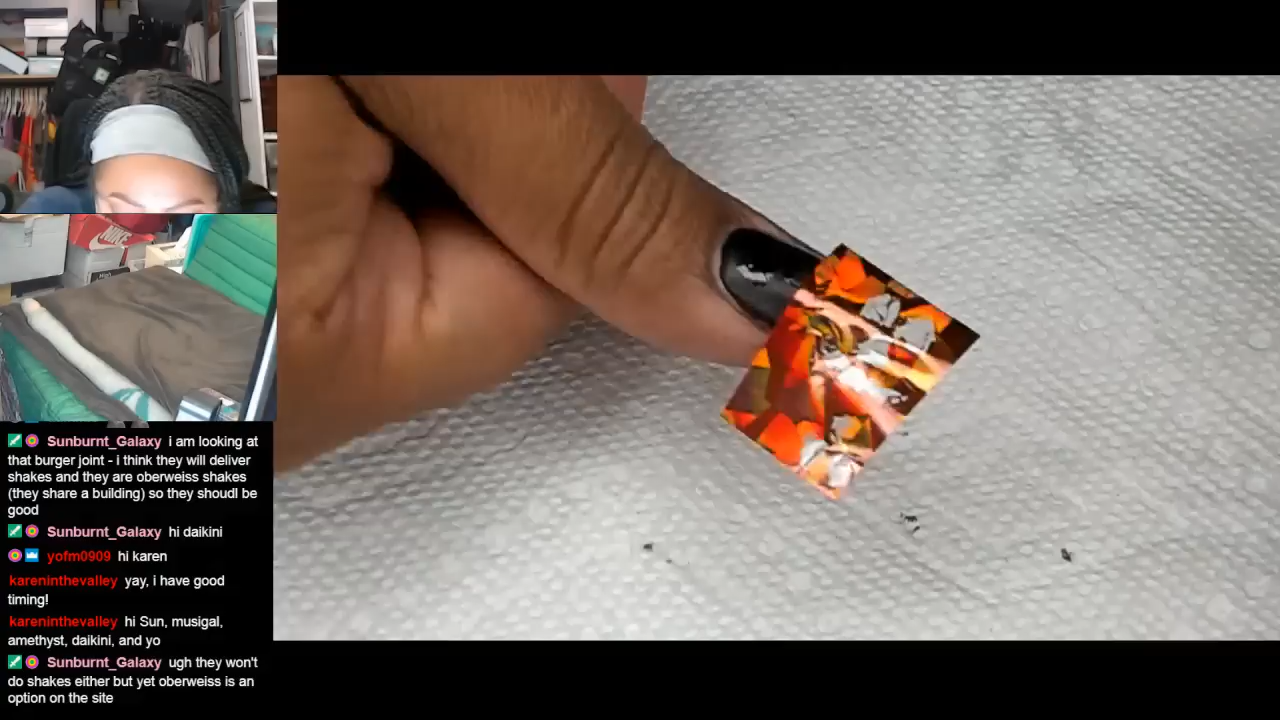 Sunburnt_Galaxy i am looking at
that burger joint - i think they will deliver
shakes and they are oberweiss shakes
(they share a building) so they shoudl be
good
Sunburnt_Galaxy hi daikini
yofm0909 hi karen
kareninthevalley yay, i have good
timing!
kareninthevalley hi Sun, musigal,
amethyst, daikini, and yo
Sunburnt_Galaxy ugh they won't
do shakes either but yet oberweiss is an
option on the site